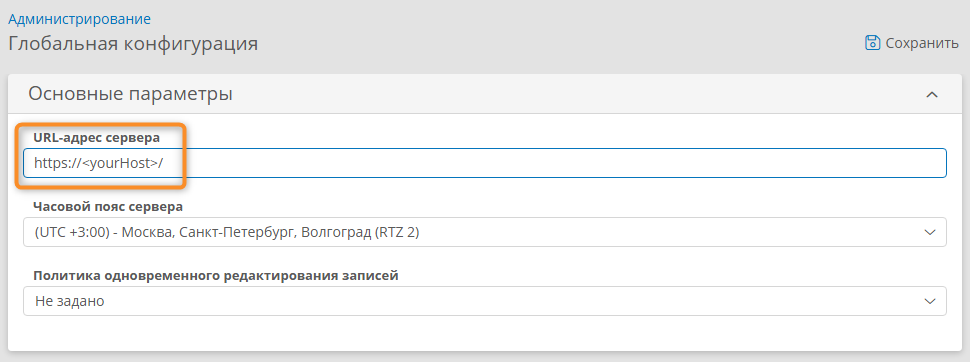 Администрирование
Глобальная конфигурация
Сохранить
Основные параметры
URL-адрес сервера
https://<yourHost>/
Часовой пояс сервера
(UTC +3:00) - Москва, Санкт-Петербург, Волгоград (RTZ 2)
Политика одновременного редактирования записей
Не задано